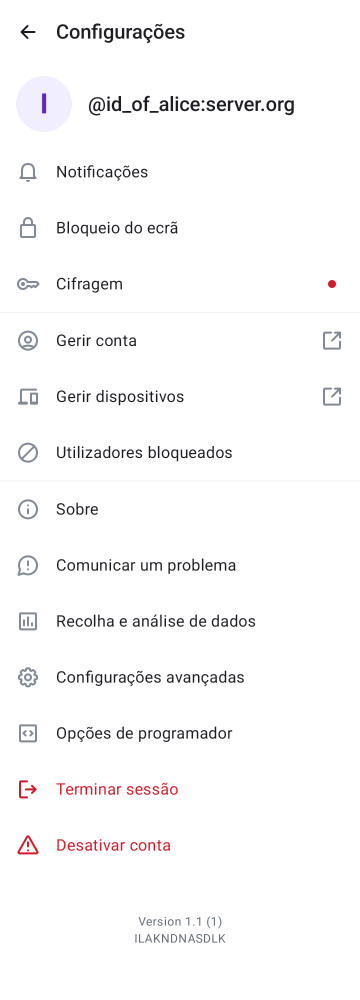 Configurações
I
@id_of_alice:server.org
Notificações
Bloqueio do ecrã
Cifragem
Gerir conta
Gerir dispositivos
Utilizadores bloqueados
Sobre
Comunicar um problema
Recolha e análise de dados
Configurações avançadas
Opções de programador
Terminar sessão
Desativar conta
Version 1.1 (1)
ILAKNDNASDLK